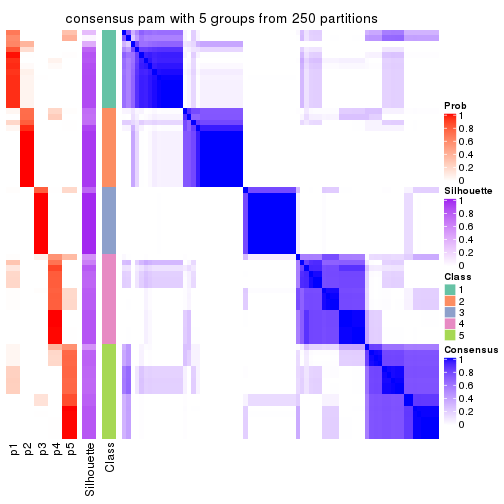 consensus pam with 5 groups from 250 partitions
Prob
1
0.8
0.6
0.4
0.2
0
Silhouette
1
0.8
0.6
0.4
0.2
0
Class
1
2
3
4
5
Consensus
1
0.8
0.6
0.4
0.2
0
p1
p2
p3
p4
p5
Silhouette
Class